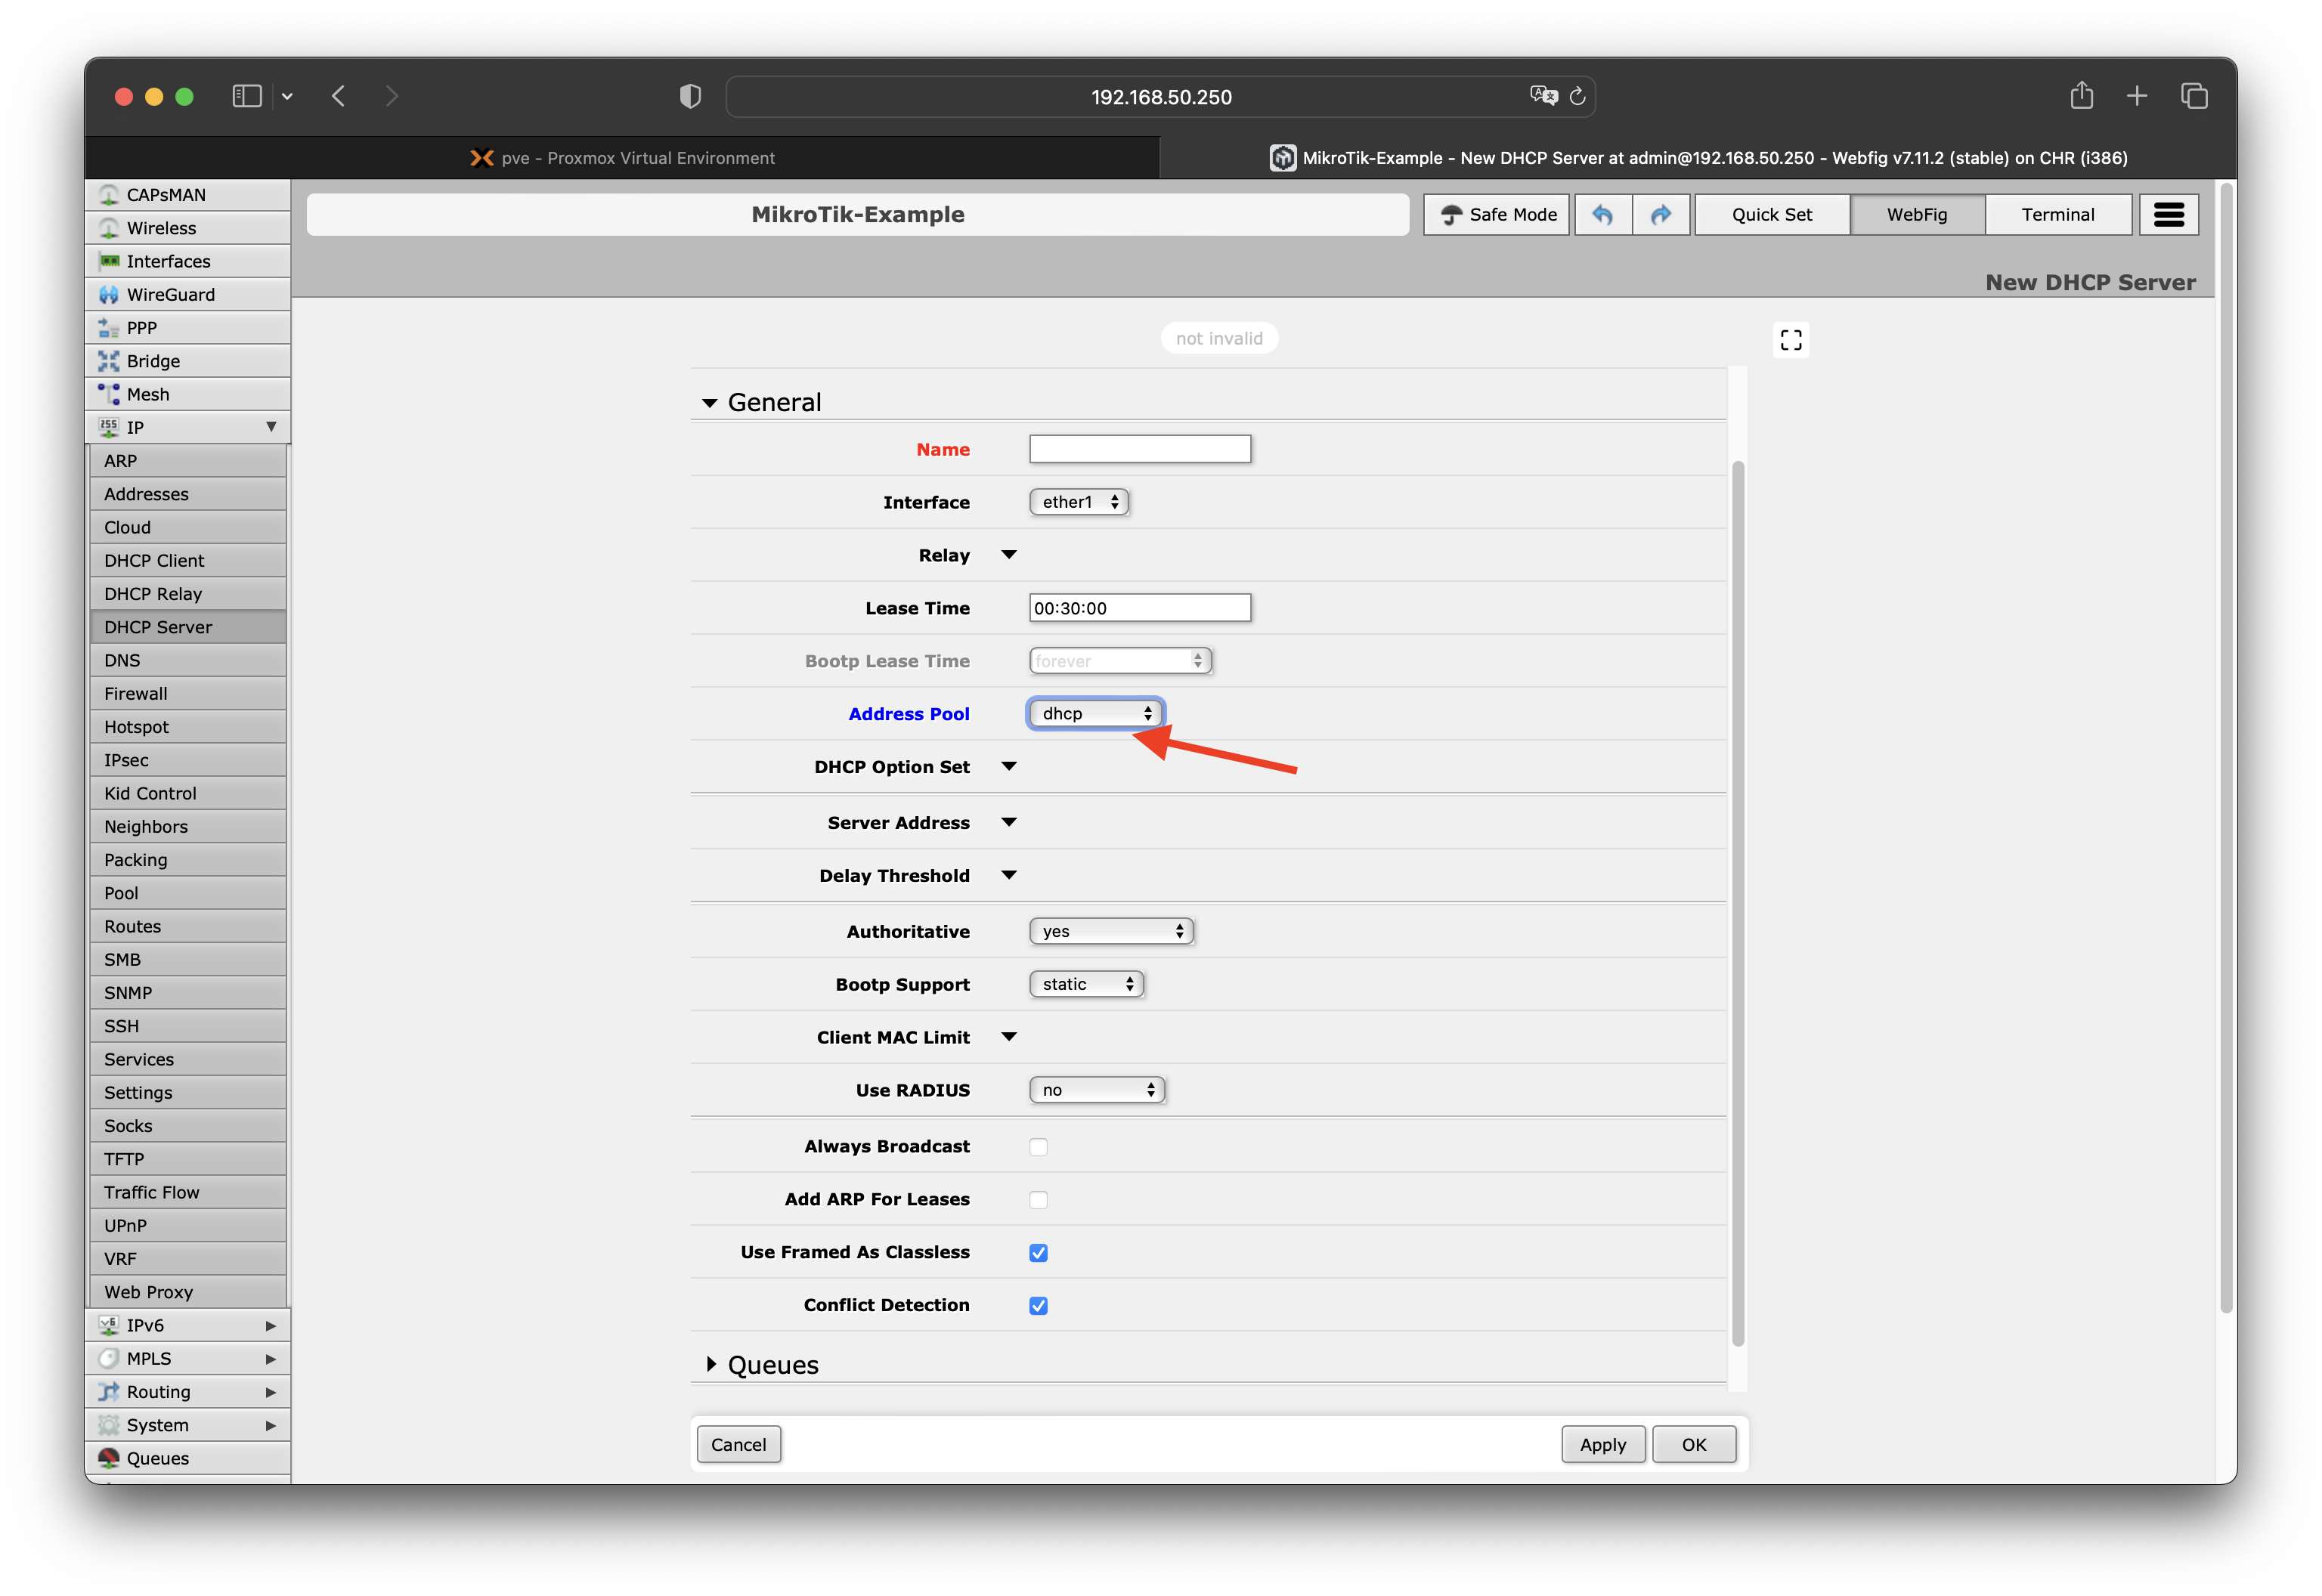 192.168.50.250
pve - Proxmox Virtual Environment
MikroTik-Example - New DHCP Server at admin@192.168.50.250 - Webfig v7.11.2 (stable) on CHR (i386)
MikroTik-Example
Safe Mode
Quick Set
WebFig
Terminal
New DHCP Server
CAPsMAN
Wireless
Interfaces
WireGuard
PPP
Bridge
Mesh
255 IP
ARP
Addresses
Cloud
DHCP Client
DHCP Relay
DHCP Server
DNS
Firewall
Hotspot
IPsec
Kid Control
Neighbors
Packing
Pool
Routes
SMB
SNMP
SSH
Services
Settings
Socks
TFTP
Traffic Flow
UPnP
VRF
Web Proxy
v6 IPv6
MPLS
Routing
System
Queues
not invalid
General
Name
Interface ether1
Relay
Lease Time 00:30:00
Bootp Lease Time forever
Address Pool dhcp
DHCP Option Set
Server Address
Delay Threshold
Authoritative yes
Bootp Support static
Client MAC Limit
Use RADIUS no
Always Broadcast
Add ARP For Leases
Use Framed As Classless
Conflict Detection
Queues
Cancel
Apply
OK